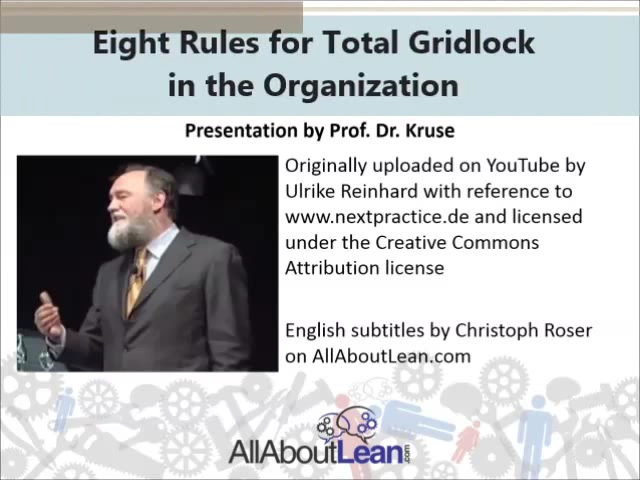 Eight Rules for Total Gridlock
in the Organization
Presentation by Prof. Dr. Kruse
Originally uploaded on YouTube by
Ulrike Reinhard with reference to
www.nextpractice.de and licensed
under the Creative Commons
Attribution license
English subtitles by Christoph Roser
on AllAboutLean.com
AllAboutLean.com